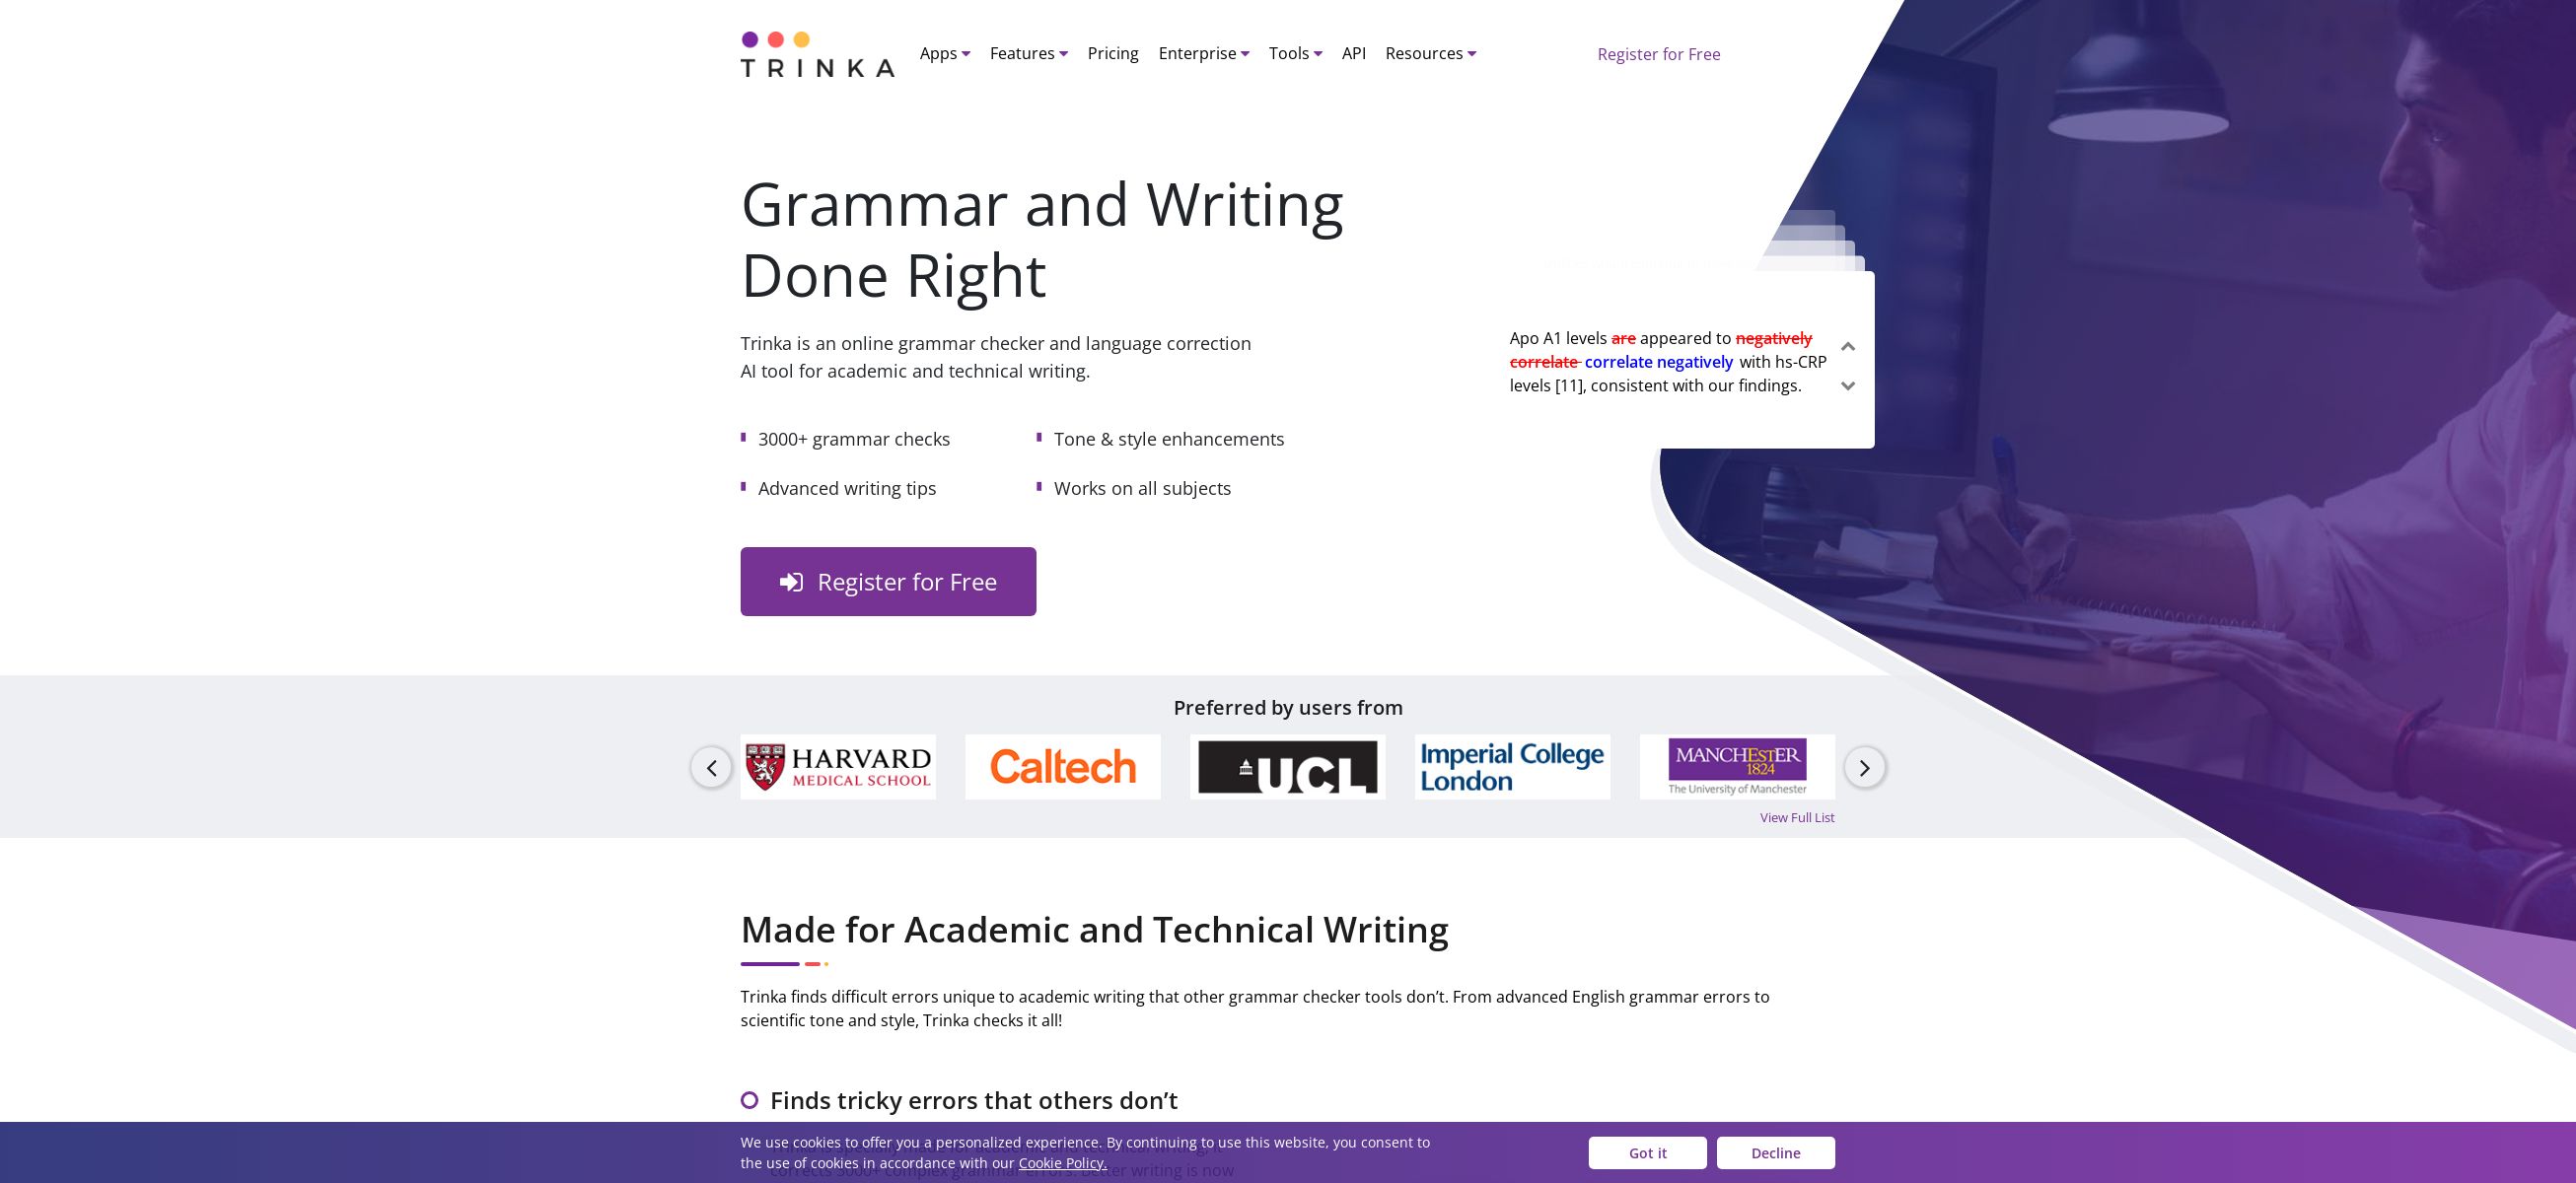 TRINKA
Apps
Features
Pricing
Enterprise
Tools
API
Resources
Register for Free
Grammar and Writing
Done Right
Trinka is an online grammar checker and language correction
AI tool for academic and technical writing.
3000+ grammar checks
Tone & style enhancements
Advanced writing tips
Works on all subjects
Register for Free
Apo A1 levels are appeared to negatively
correlate correlate negatively with hs-CRP
levels [11], consistent with our findings.
Preferred by users from
HARVARD
MEDICAL SCHOOL
Caltech
UCL
Imperial College
London
MANCHESTER
1824
The University of Manchester
View Full List
Made for Academic and Technical Writing
Trinka finds difficult errors unique to academic writing that other grammar checker tools don’t. From advanced English grammar errors to
scientific tone and style, Trinka checks it all!
Finds tricky errors that others don’t
We use cookies to offer you a personalized experience. By continuing to use this website, you consent to
the use of cookies in accordance with our Cookie Policy.
Got it
Decline